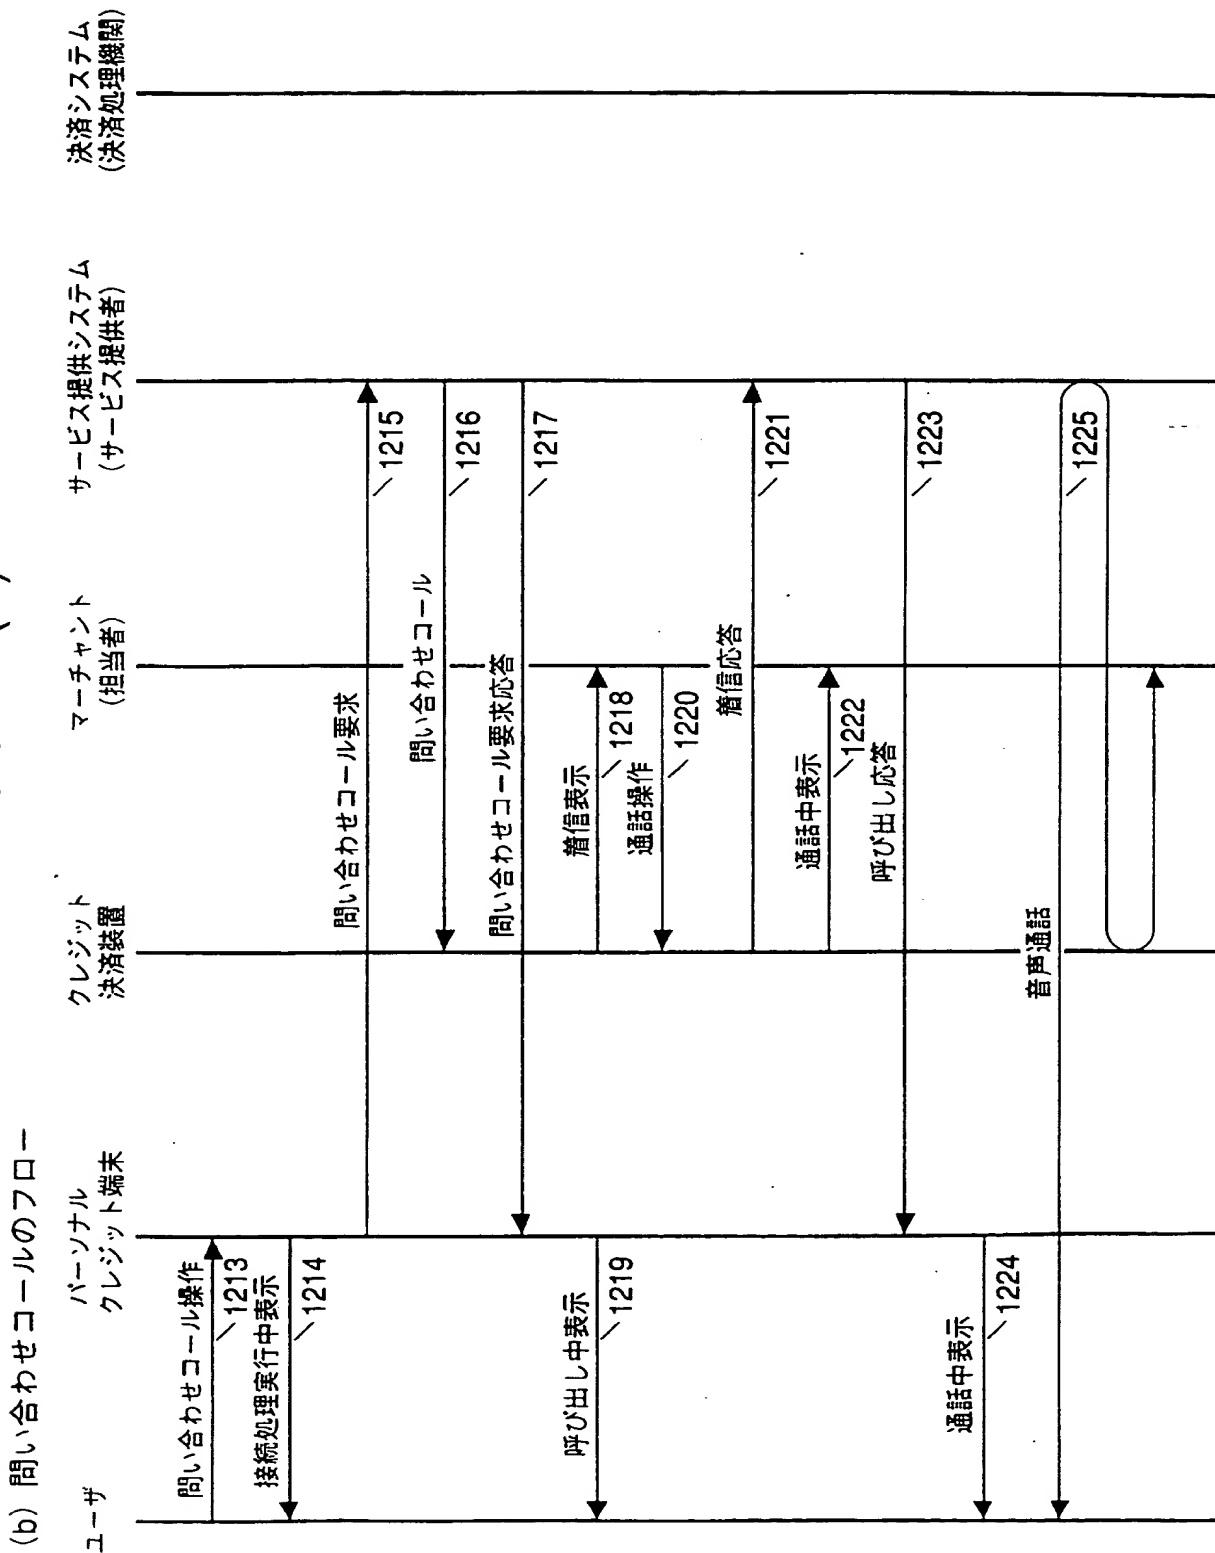 (b) 問い合わせコールのフロー
ユーザ
パーソナル
クレジット端末
クレジット
決済装置
マーチャント
(担当者)
サービス提供システム
(サービス提供者)
決済システム
(決済処理機関)
問い合わせコール操作
1213
接続処理実行中表示
1214
問い合わせコール要求
1215
問い合わせコール
1216
問い合わせコール要求応答
1217
着信表示
1218
呼び出し中表示
1219
通話操作
1220
着信応答
1221
通話中表示
1222
呼び出し応答
1223
通話中表示
1224
音声通話
1225